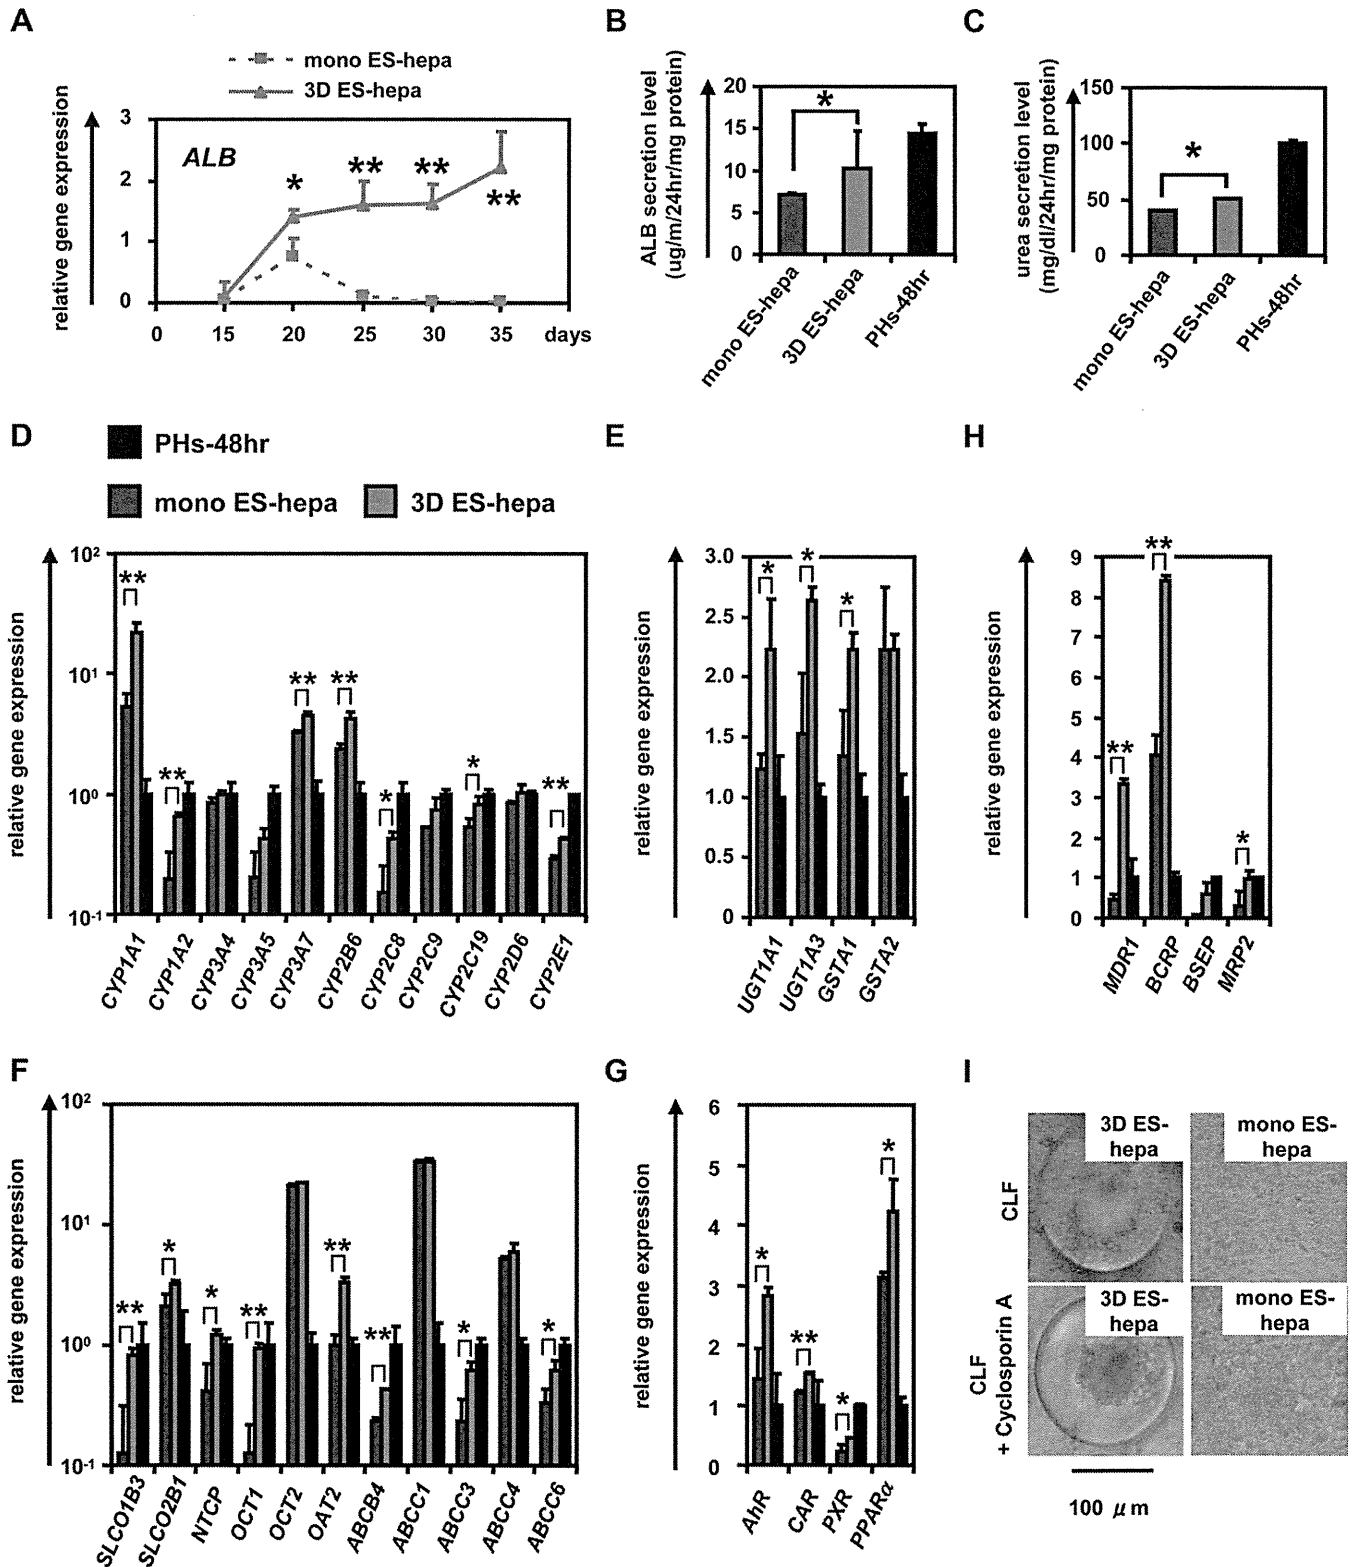 A
mono ES-hepa
3D ES-hepa
relative gene expression
3
2
1
0
ALB
*
**
**
**
0
15
20
25
30
35
days
B
ALB secretion level
(ug/m/24hr/mg protein)
20
15
10
5
0
*
mono ES-hepa
3D ES-hepa
PHs-48hr
C
urea secretion level
(mg/dl/24hr/mg protein)
150
100
50
0
*
mono ES-hepa
3D ES-hepa
PHs-48hr
D
PHs-48hr
mono ES-hepa
3D ES-hepa
relative gene expression
10²
10¹
10⁰
10⁻¹
**
**
**
**
*
*
**
CYP1A1
CYP1A2
CYP3A4
CYP3A5
CYP3A7
CYP2B6
CYP2C8
CYP2C9
CYP2C19
CYP2D6
CYP2E1
E
relative gene expression
3.0
2.5
2.0
1.5
1.0
0.5
0
*
*
*
UGT1A1
UGT1A3
GSTA1
GSTA2
H
relative gene expression
9
8
7
6
5
4
3
2
1
0
**
**
*
MDR1
BCRP
BSEP
MRP2
F
relative gene expression
10²
10¹
10⁰
10⁻¹
**
*
*
**
**
**
*
*
SLCO1B3
SLCO2B1
NTCP
OCT1
OCT2
OAT2
ABCB4
ABCC1
ABCC3
ABCC4
ABCC6
G
relative gene expression
6
5
4
3
2
1
0
*
**
*
*
AhR
CAR
PXR
PPARα
I
CLF
3D ES-
hepa
mono ES-
hepa
CLF
+ Cyclosporin A
3D ES-
hepa
mono ES-
hepa
100 μm